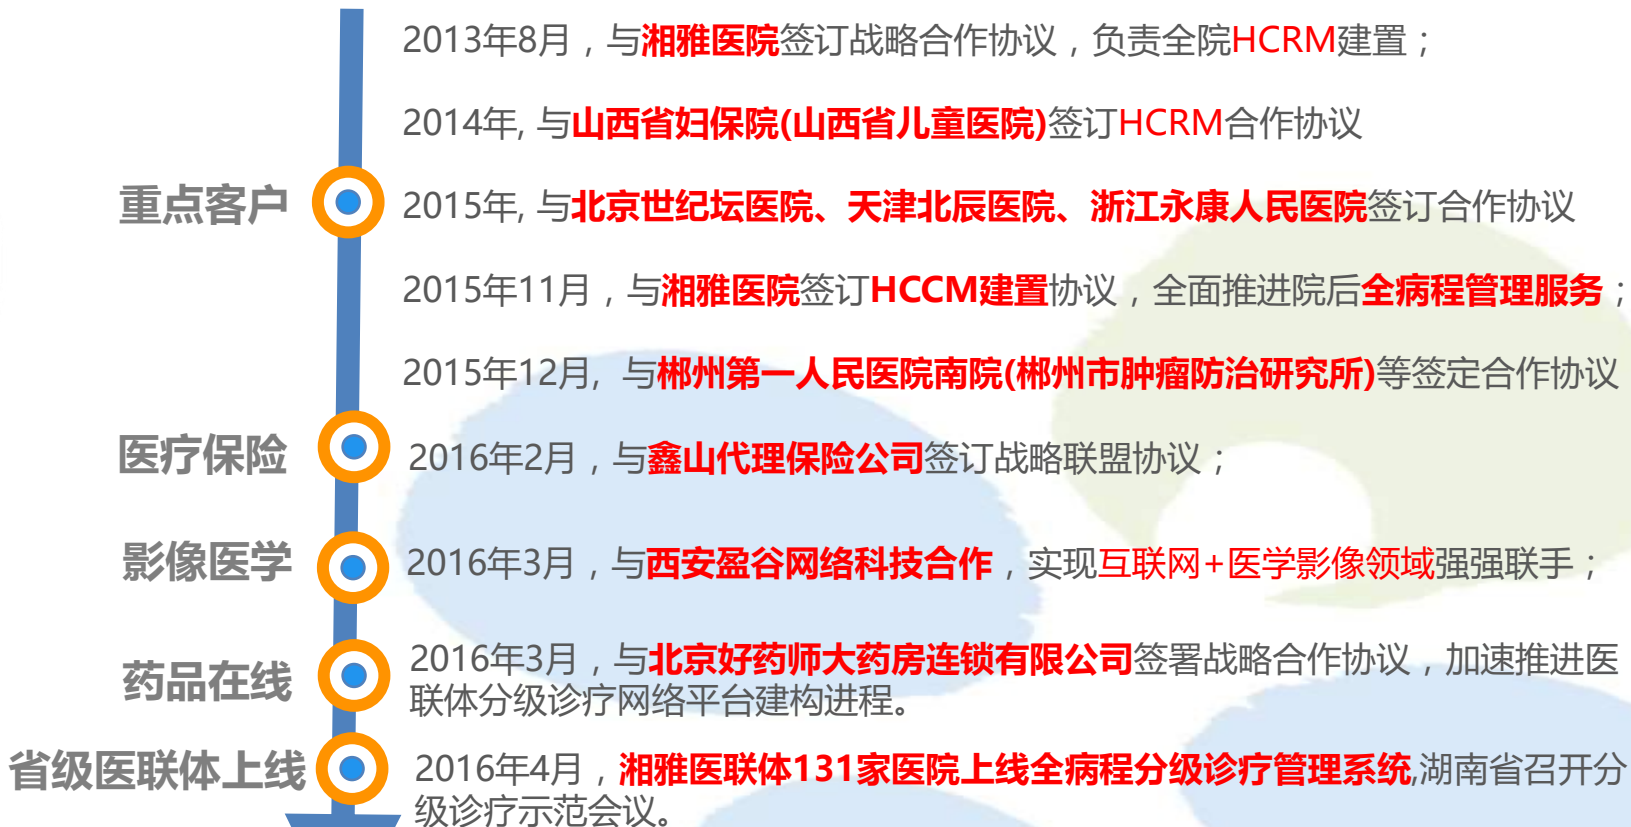 2013年8月，与湘雅医院签订战略合作协议，负责全院HCRM建置；
2014年, 与山西省妇保院(山西省儿童医院)签订HCRM合作协议
重点客户
2015年, 与北京世纪坛医院、天津北辰医院、浙江永康人民医院签订合作协议
2015年11月，与湘雅医院签订HCCM建置协议，全面推进院后全病程管理服务；
2015年12月, 与郴州第一人民医院南院(郴州市肿瘤防治研究所)等签定合作协议
医疗保险
2016年2月，与鑫山代理保险公司签订战略联盟协议；
影像医学
2016年3月，与西安盈谷网络科技合作，实现互联网+医学影像领域强强联手；
药品在线
2016年3月，与北京好药师大药房连锁有限公司签署战略合作协议，加速推进医
联体分级诊疗网络平台建构进程。
省级医联体上线
2016年4月，湘雅医联体131家医院上线全病程分级诊疗管理系统,湖南省召开分
级诊疗示范会议。